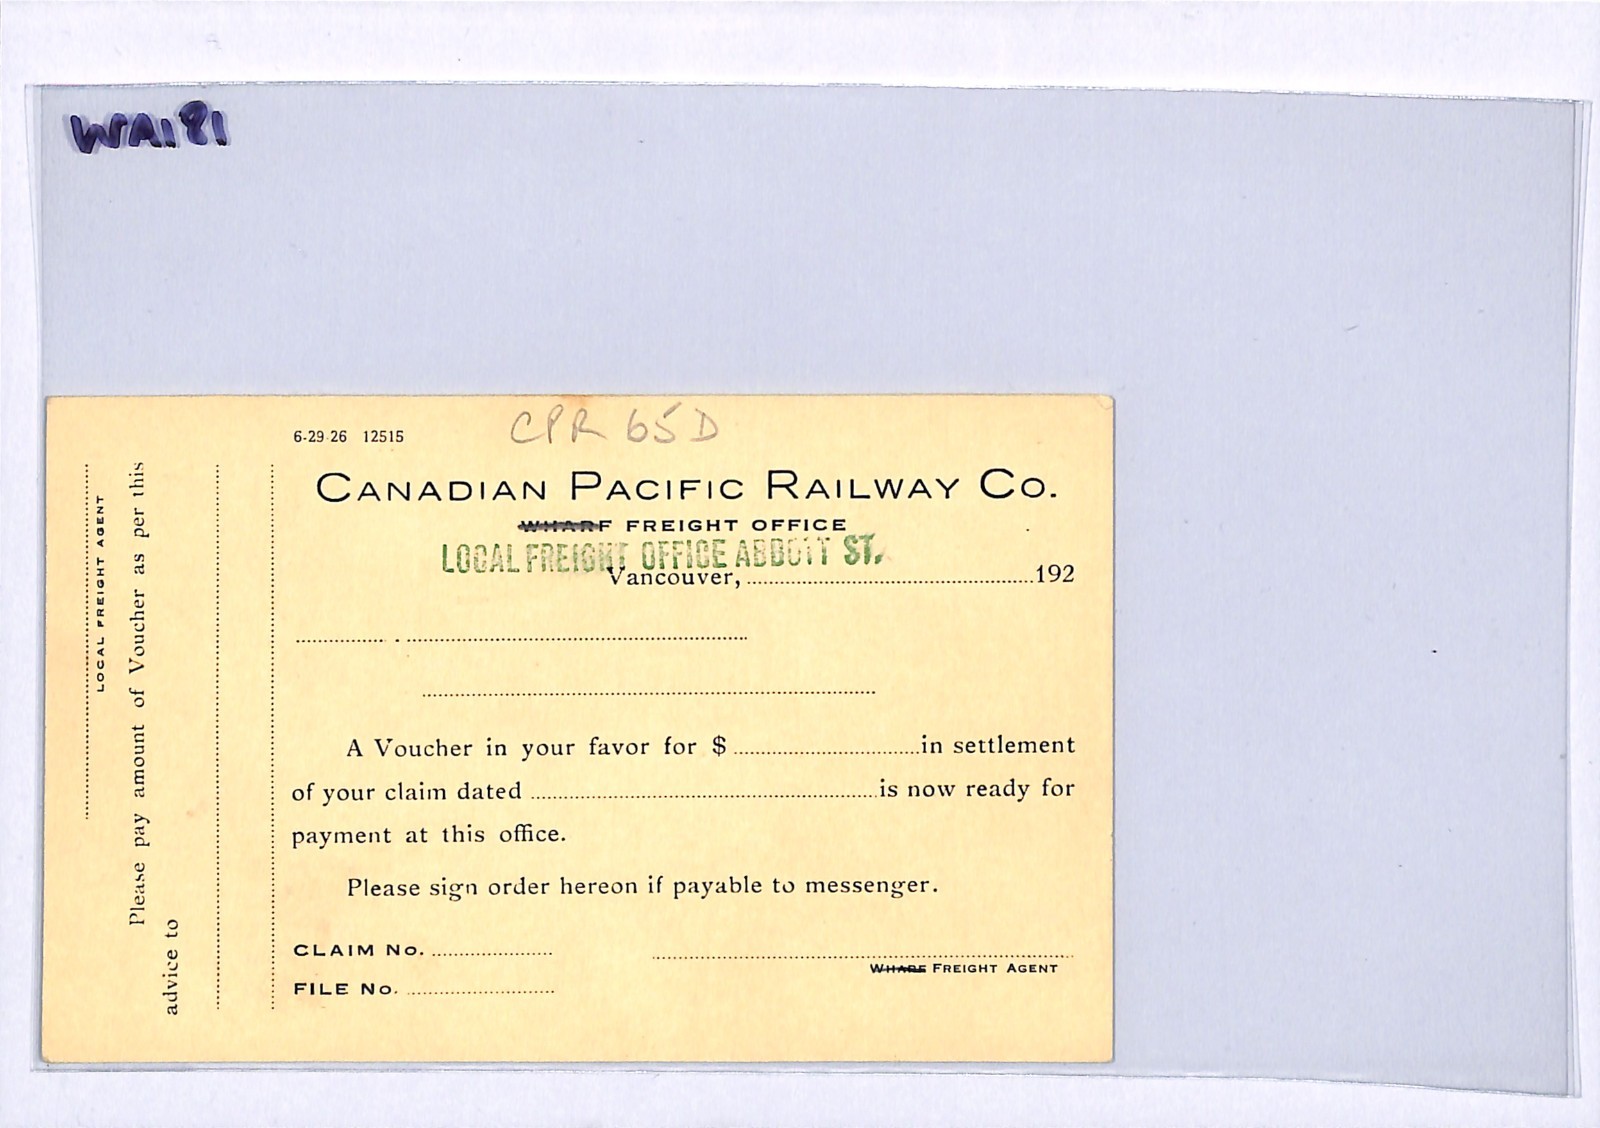 WA181
6-29-26 12515
CPR 65D
CANADIAN PACIFIC RAILWAY CO.
WHARF FREIGHT OFFICE
LOCAL FREIGHT OFFICE ABBOTT ST.
Vancouver, ........................................192
A Voucher in your favor for $ ........................... in settlement
of your claim dated ........................................ is now ready for
payment at this office.
Please sign order hereon if payable to messenger.
CLAIM No. ..................
WHARF FREIGHT AGENT
FILE No. ......................
LOCAL FREIGHT AGENT
Please pay amount of Voucher as per this
advice to